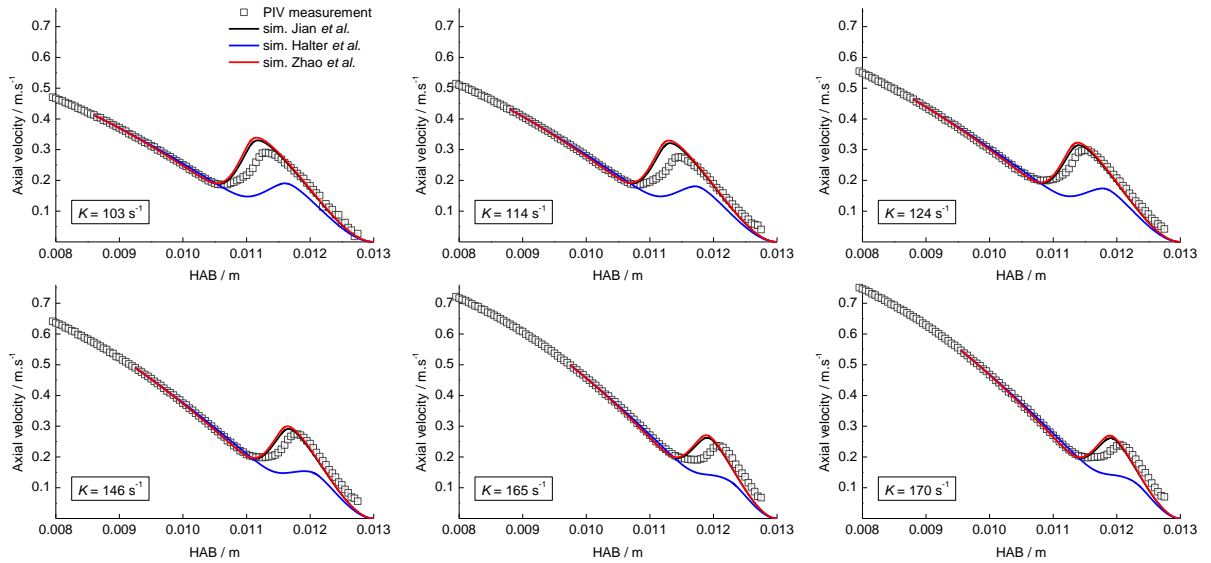 PIV measurement
sim. Jian et al.
sim. Halter et al.
sim. Zhao et al.
Axial velocity / m.s⁻¹
0.7
0.6
0.5
0.4
0.3
0.2
0.1
K = 103 s⁻¹
0.008 0.009 0.010 0.011 0.012 0.013
HAB / m
Axial velocity / m.s⁻¹
0.7
0.6
0.5
0.4
0.3
0.2
0.1
K = 114 s⁻¹
0.008 0.009 0.010 0.011 0.012 0.013
HAB / m
Axial velocity / m.s⁻¹
0.7
0.6
0.5
0.4
0.3
0.2
0.1
K = 124 s⁻¹
0.008 0.009 0.010 0.011 0.012 0.013
HAB / m
Axial velocity / m.s⁻¹
0.7
0.6
0.5
0.4
0.3
0.2
0.1
K = 146 s⁻¹
0.008 0.009 0.010 0.011 0.012 0.013
HAB / m
Axial velocity / m.s⁻¹
0.7
0.6
0.5
0.4
0.3
0.2
0.1
K = 165 s⁻¹
0.008 0.009 0.010 0.011 0.012 0.013
HAB / m
Axial velocity / m.s⁻¹
0.7
0.6
0.5
0.4
0.3
0.2
0.1
K = 170 s⁻¹
0.008 0.009 0.010 0.011 0.012 0.013
HAB / m